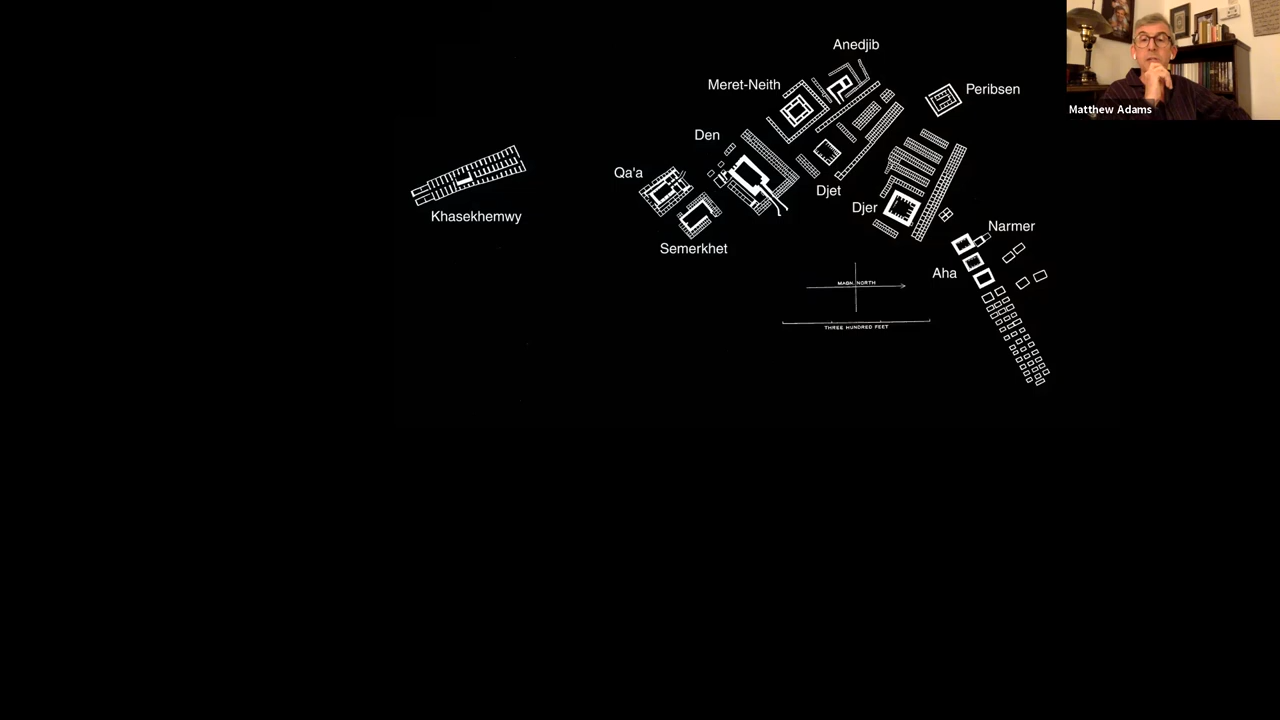 Anedjib
Meret-Neith
Peribsen
Den
Qa'a
Djet
Djer
Khasekhemwy
Narmer
Semerkhet
Aha
MAGN. NORTH
THREE HUNDRED FEET
Matthew Adams